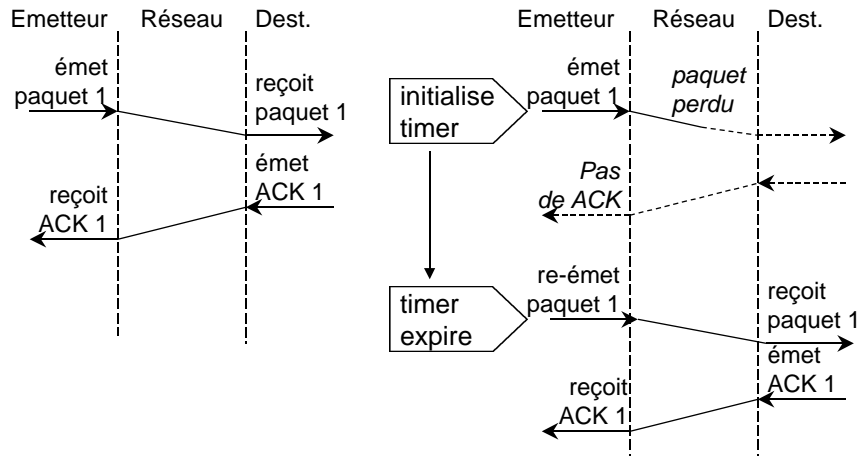 Emetteur Réseau Dest.
émet
paquet 1
reçoit
paquet 1
émet
ACK 1
reçoit
ACK 1
Emetteur Réseau Dest.
initialise
timer
émet
paquet 1
paquet
perdu
Pas
de ACK
timer
expire
re-émet
paquet 1
reçoit
paquet 1
émet
ACK 1
reçoit
ACK 1